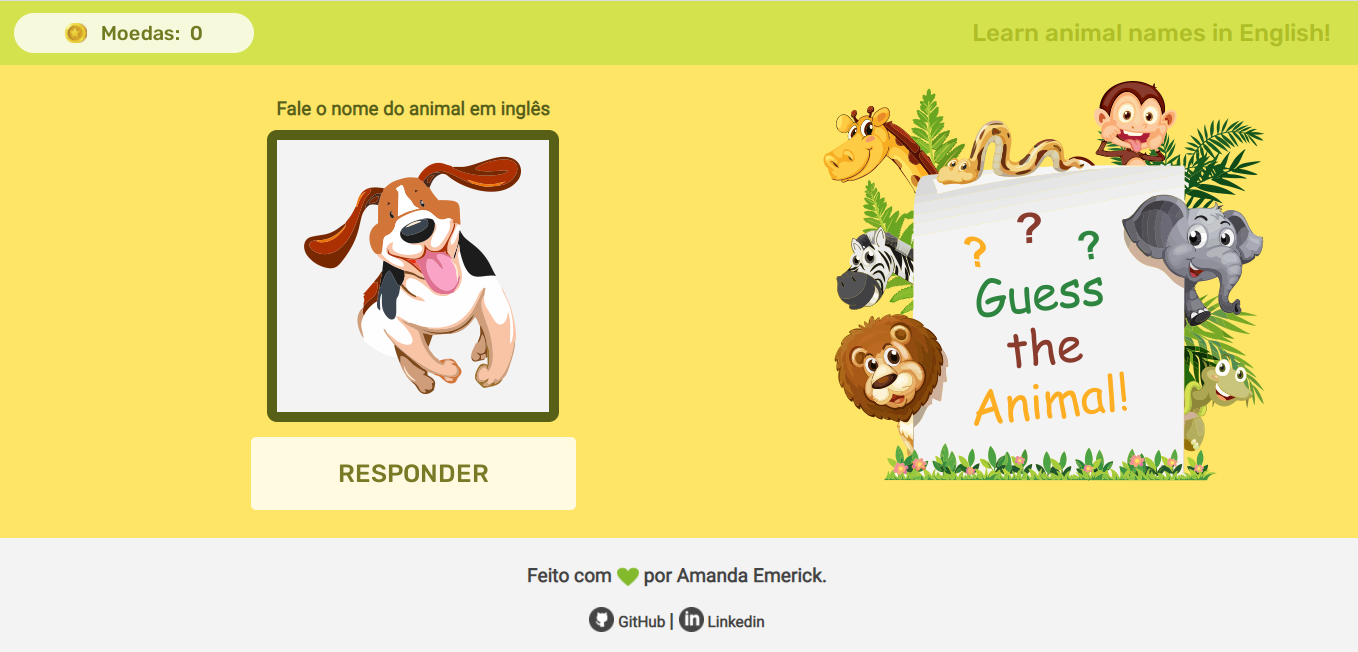 Moedas: 0
Learn animal names in English!
Fale o nome do animal em inglês
? ? ?
Guess
the
Animal!
RESPONDER
Feito com 💚 por Amanda Emerick.
GitHub | in Linkedin